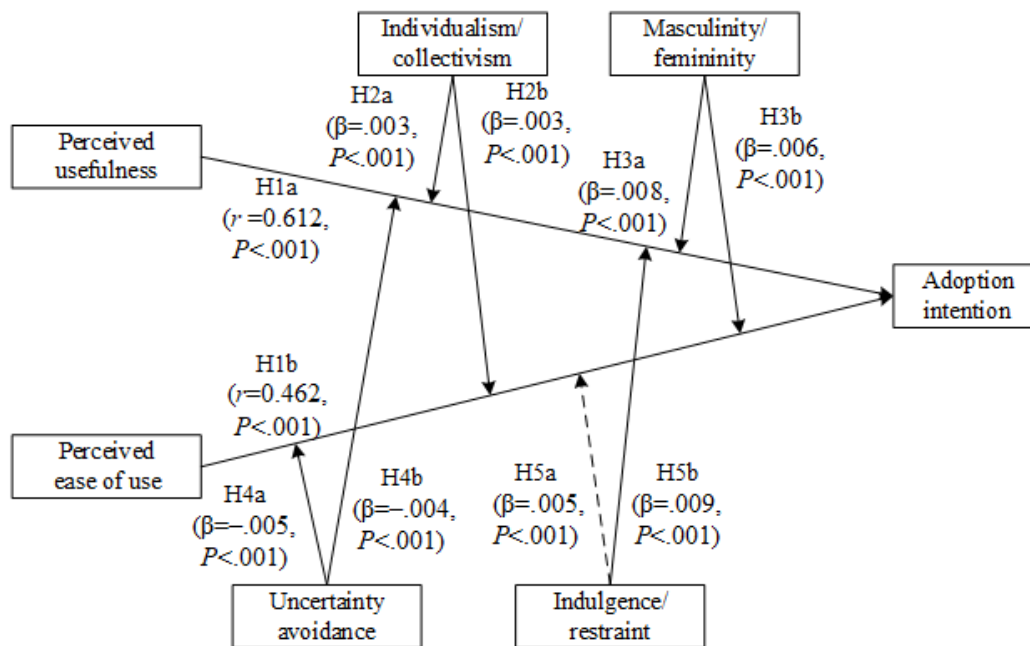 Individualism/
collectivism
Masculinity/
femininity
H2a
(β=.003,
P<.001)
H2b
(β=.003,
P<.001)
H3b
(β=.006,
P<.001)
Perceived
usefulness
H3a
(β=.008,
P<.001)
H1a
(r =0.612,
P<.001)
Adoption
intention
H1b
(r=0.462,
P<.001)
Perceived
ease of use
H4a
(β=–.005,
P<.001)
H4b
(β=–.004,
P<.001)
H5a
(β=.005,
P<.001)
H5b
(β=.009,
P<.001)
Uncertainty
avoidance
Indulgence/
restraint